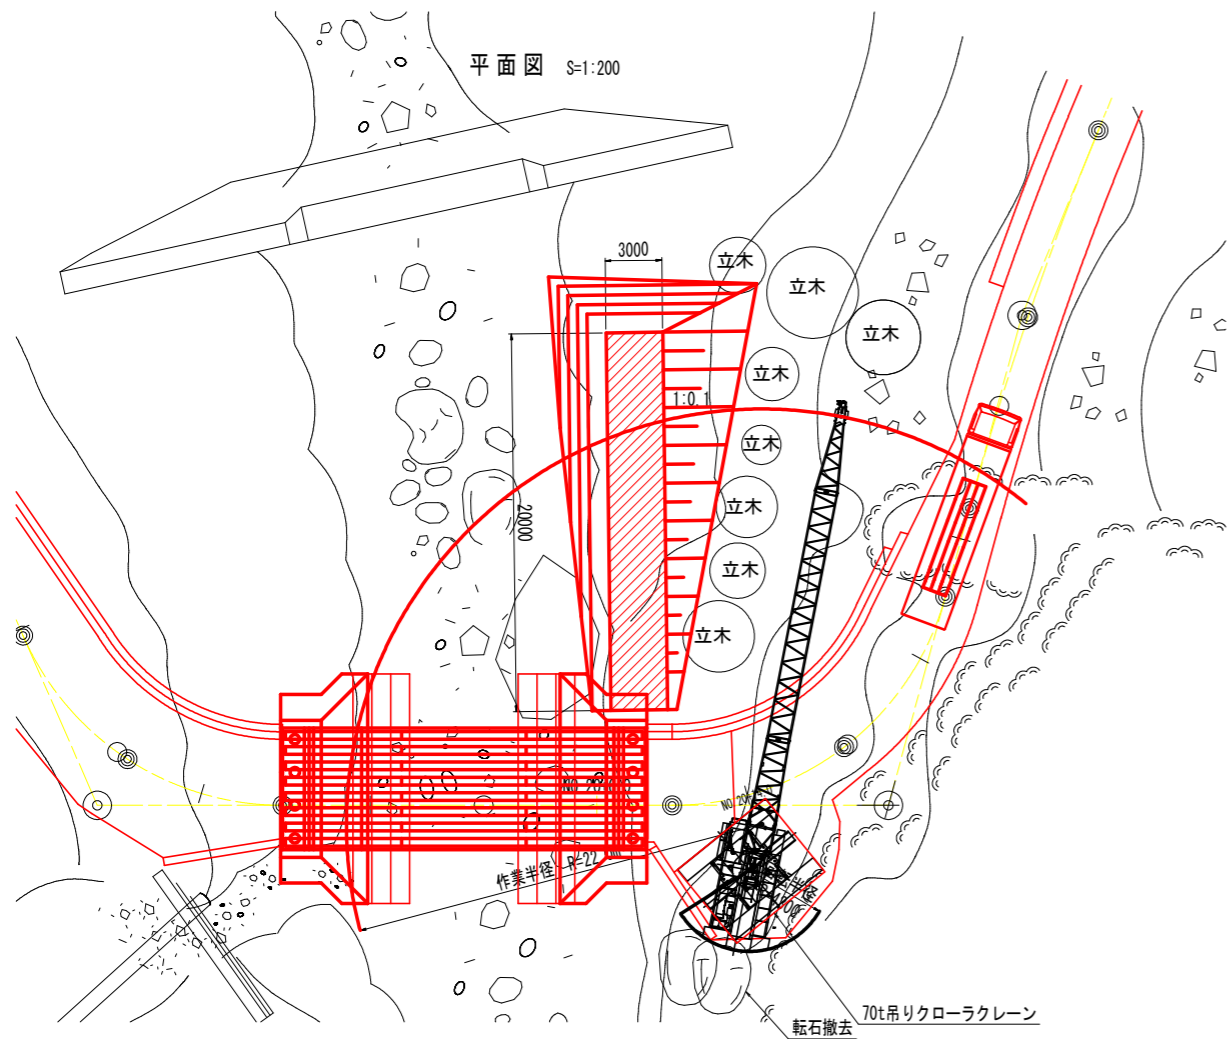 平面図 S=1:200
3000
立木
立木
立木
立木
1:0.1
立木
20000
立木
立木
立木
NO.20
作業半径 R=22
70t吊りクローラクレーン
転石撤去